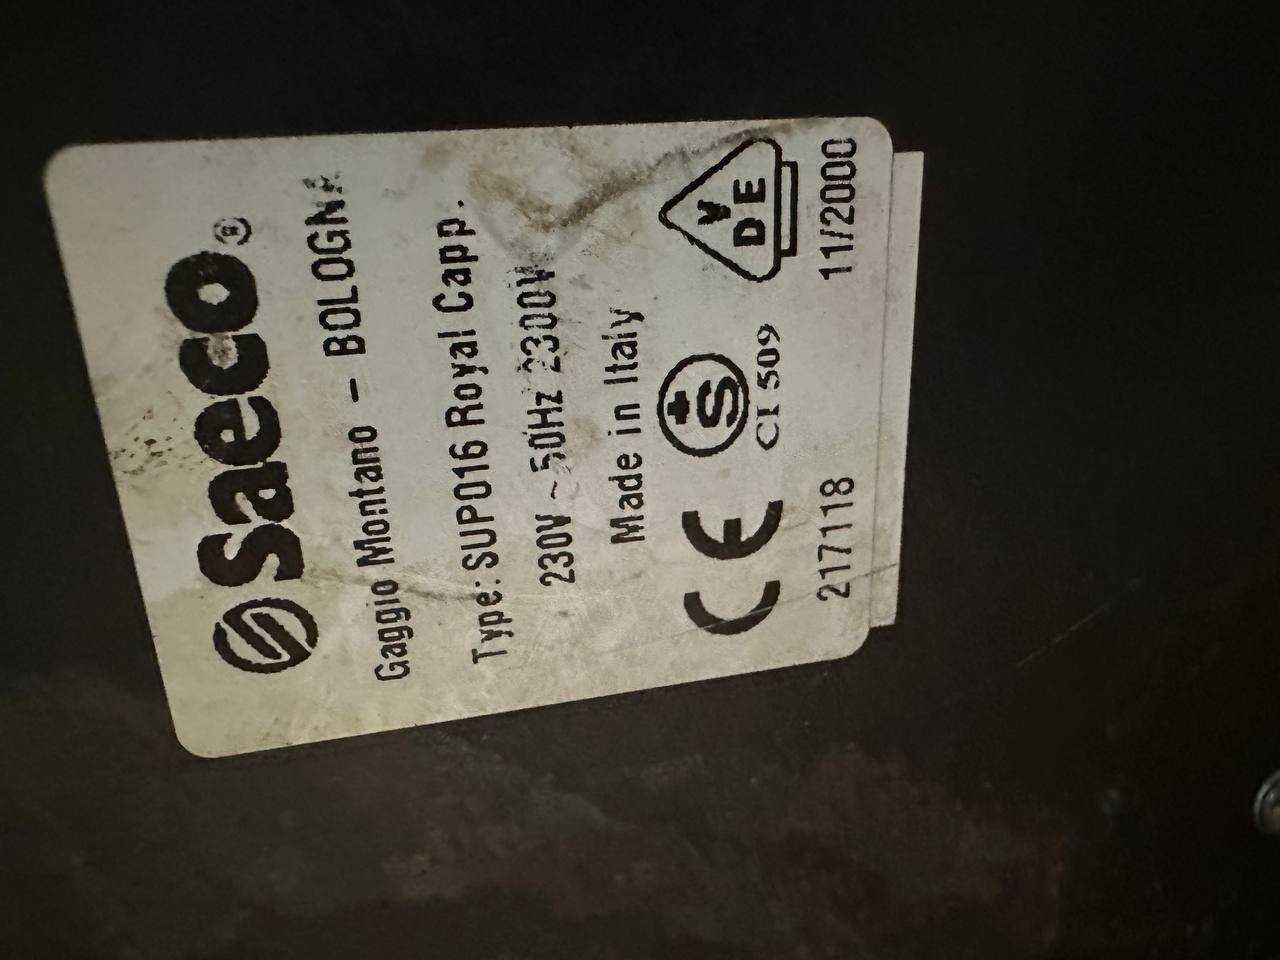 Saeco®
Gaggio Montano - BOLOGNA
Type: SUP016 Royal Capp.
230V ~ 50Hz 2300W
Made in Italy
CE +S VDE
CI 509
217118 11/2000